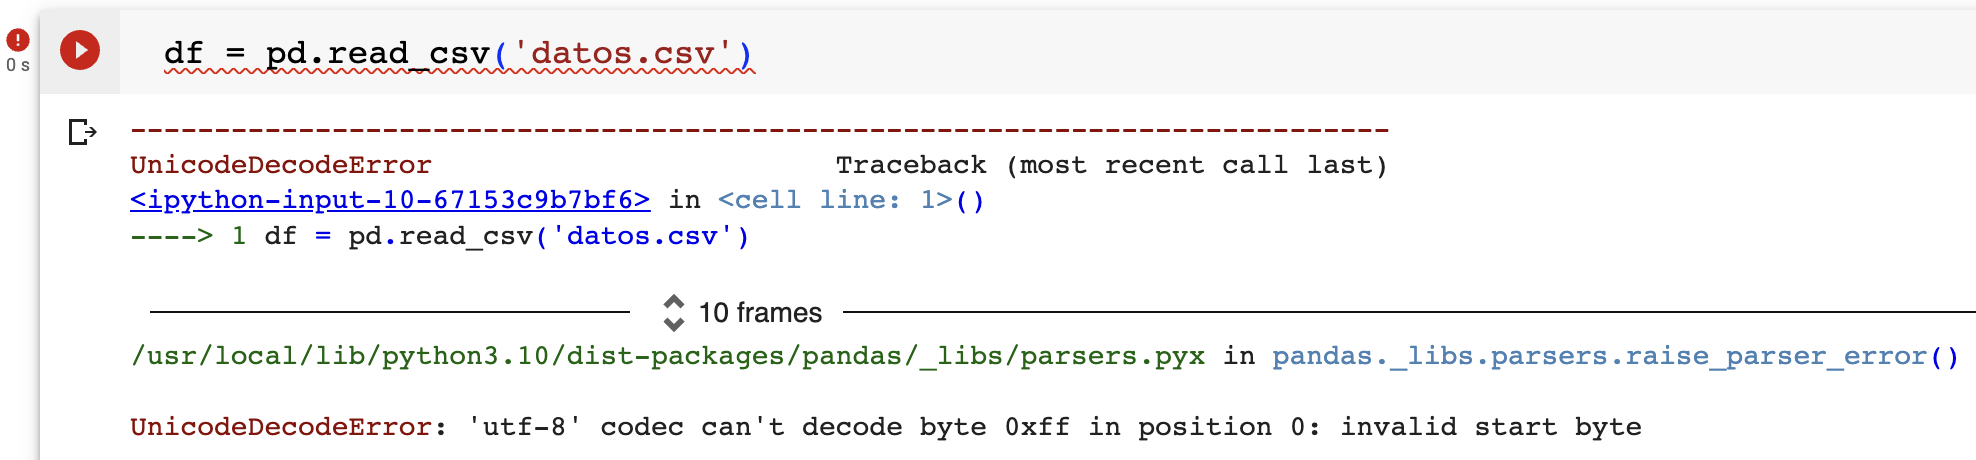 0 s
df = pd.read_csv('datos.csv')
---------------------------------------------------------------------------
UnicodeDecodeError                        Traceback (most recent call last)
<ipython-input-10-67153c9b7bf6> in <cell line: 1>()
----> 1 df = pd.read_csv('datos.csv')
10 frames
/usr/local/lib/python3.10/dist-packages/pandas/_libs/parsers.pyx in pandas._libs.parsers.raise_parser_error()
UnicodeDecodeError: 'utf-8' codec can't decode byte 0xff in position 0: invalid start byte